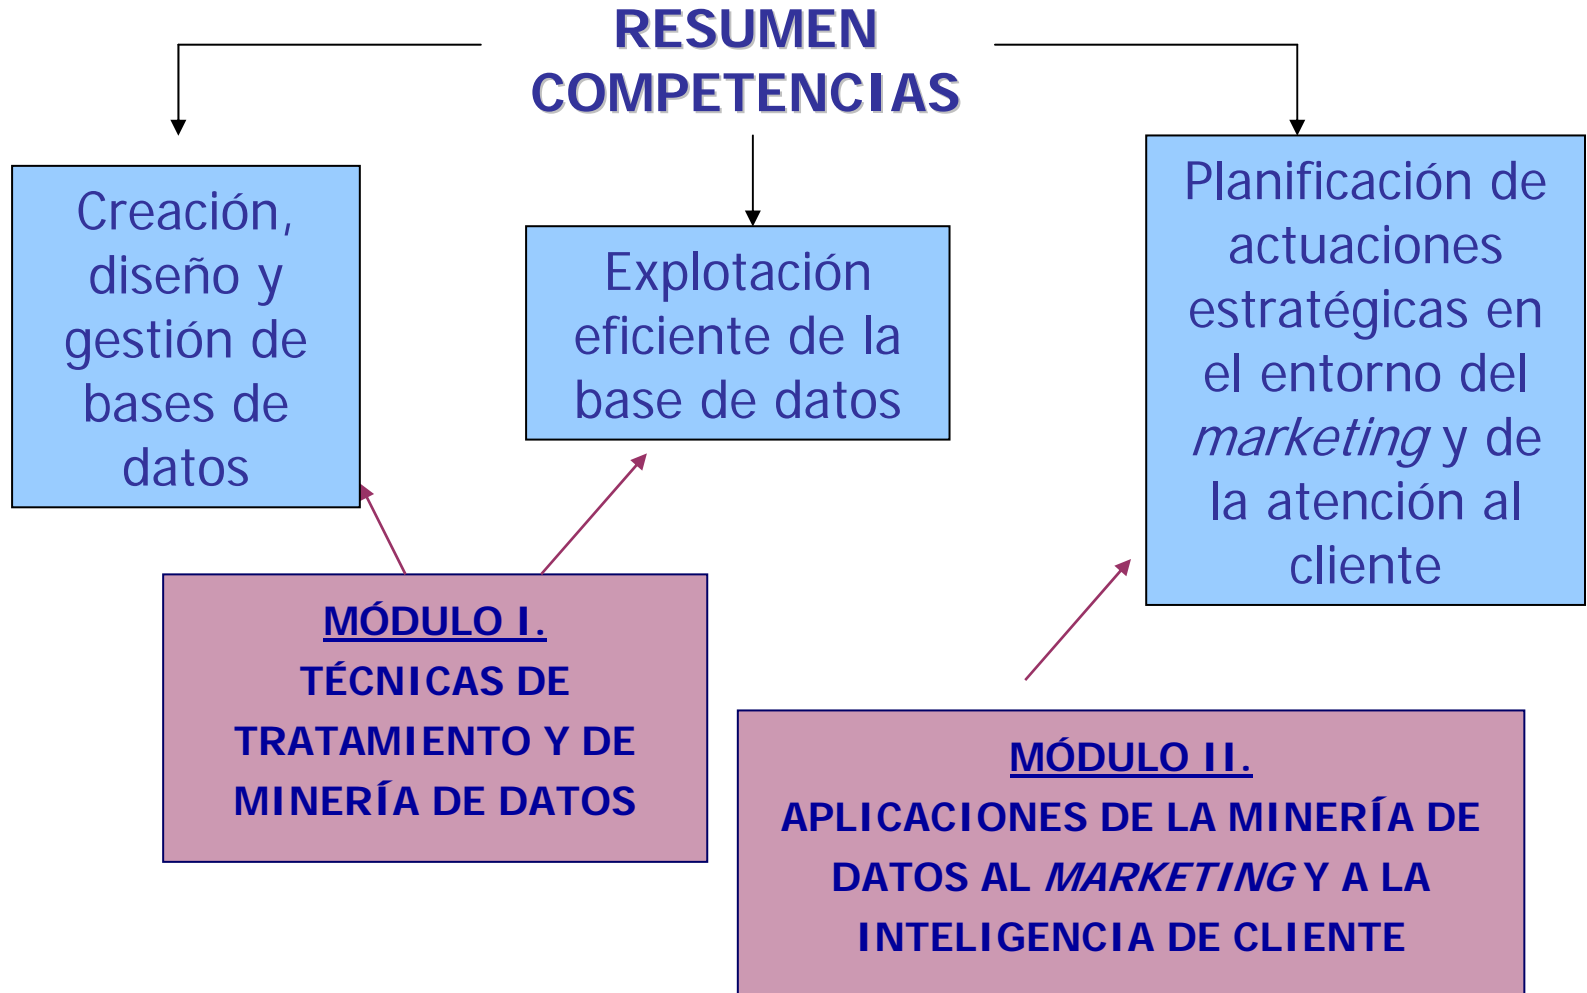 RESUMEN
COMPETENCIAS
Creación,
diseño y
gestión de
bases de
datos
Explotación
eficiente de la
base de datos
Planificación de
actuaciones
estratégicas en
el entorno del
marketing y de
la atención al
cliente
MÓDULO I.
TÉCNICAS DE
TRATAMIENTO Y DE
MINERÍA DE DATOS
MÓDULO II.
APLICACIONES DE LA MINERÍA DE
DATOS AL MARKETING Y A LA
INTELIGENCIA DE CLIENTE